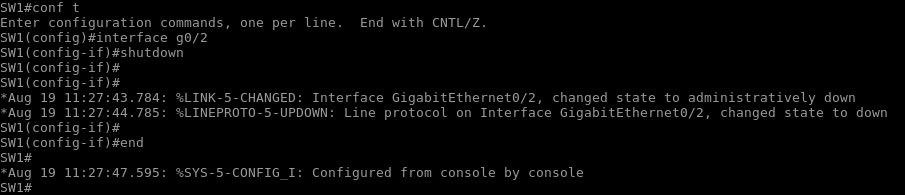 SW1#conf t
Enter configuration commands, one per line.  End with CNTL/Z.
SW1(config)#interface g0/2
SW1(config-if)#shutdown
SW1(config-if)#
SW1(config-if)#
*Aug 19 11:27:43.784: %LINK-5-CHANGED: Interface GigabitEthernet0/2, changed state to administratively down
*Aug 19 11:27:44.785: %LINEPROTO-5-UPDOWN: Line protocol on Interface GigabitEthernet0/2, changed state to down
SW1(config-if)#
SW1(config-if)#end
SW1#
*Aug 19 11:27:47.595: %SYS-5-CONFIG_I: Configured from console by console
SW1#